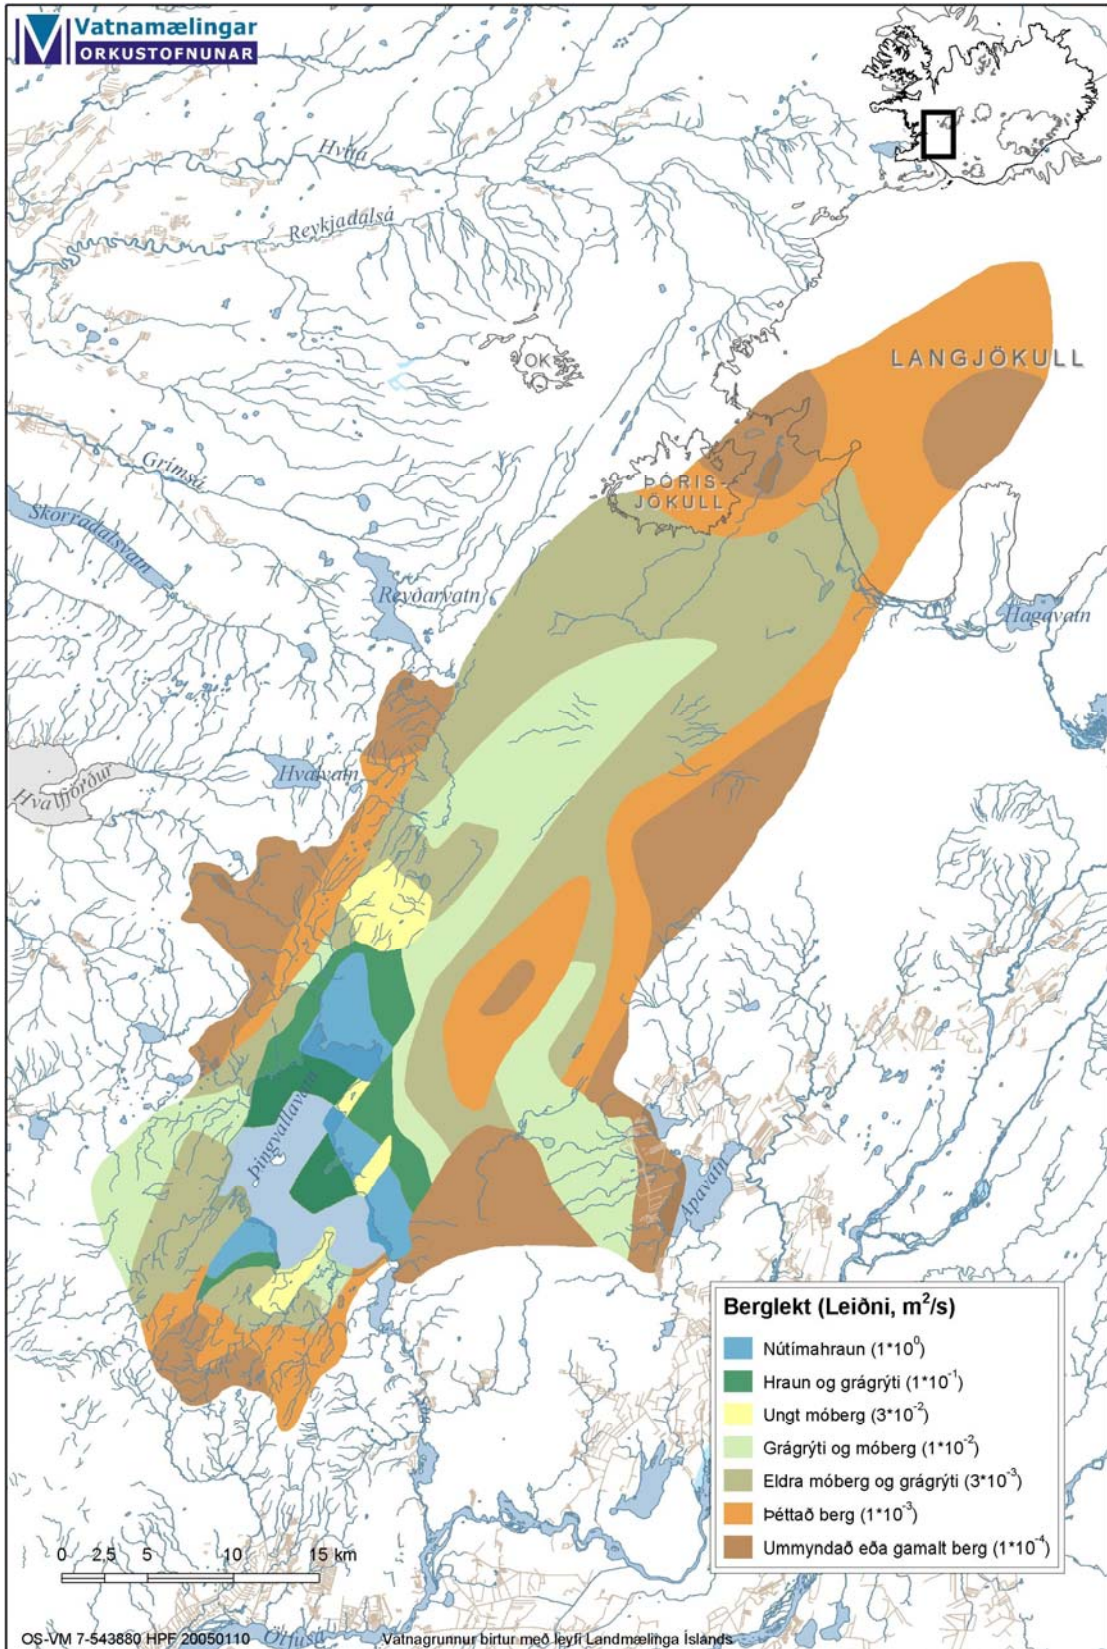 Vatnamælingar
ORKUSTOFNUNAR
Hvítá
Reykjadalsá
OK
LANGJÖKULL
Grímsá
ÞÓRIS-
JÖKULL
Skorradalsvatn
Reyðarvatn
Hagavatn
Hvalvatn
Hvalfjörður
Þingvallavatn
Apavatn
Berglekt (Leiðni, m²/s)
Nútímahraun (1*10⁰)
Hraun og grágrýti (1*10⁻¹)
Ungt móberg (3*10⁻²)
Grágrýti og móberg (1*10⁻²)
Eldra móberg og grágrýti (3*10⁻³)
Þéttað berg (1*10⁻³)
Ummyndað eða gamalt berg (1*10⁻⁴)
0 2,5 5 10 15 km
Ölfusá
OS-VM 7-543880 HPF 20050110 Vatnagrunnur birtur með leyfi Landmælinga Íslands